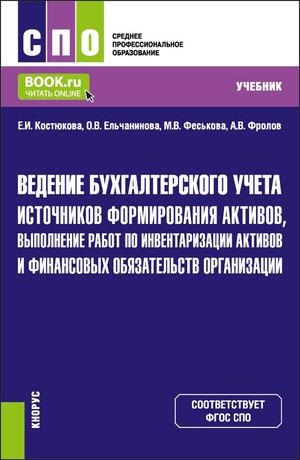 СПО
СРЕДНЕЕ
ПРОФЕССИОНАЛЬНОЕ
ОБРАЗОВАНИЕ
BOOK.ru
ЧИТАТЬ ONLINE
УЧЕБНИК
Е.И. Костюкова, О.В. Ельчанинова, М.В. Феськова, А.В. Фролов
ВЕДЕНИЕ БУХГАЛТЕРСКОГО УЧЕТА
ИСТОЧНИКОВ ФОРМИРОВАНИЯ АКТИВОВ,
ВЫПОЛНЕНИЕ РАБОТ ПО ИНВЕНТАРИЗАЦИИ АКТИВОВ
И ФИНАНСОВЫХ ОБЯЗАТЕЛЬСТВ ОРГАНИЗАЦИИ
СООТВЕТСТВУЕТ
ФГОС СПО
КНОРУС